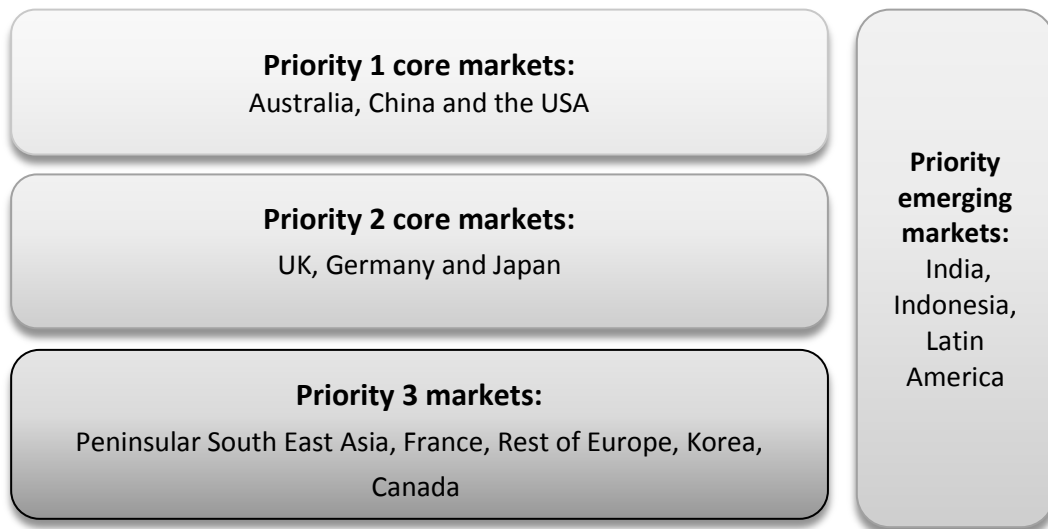 Priority 1 core markets:
Australia, China and the USA
Priority 2 core markets:
UK, Germany and Japan
Priority 3 markets:
Peninsular South East Asia, France, Rest of Europe, Korea,
Canada
Priority
emerging
markets:
India,
Indonesia,
Latin
America